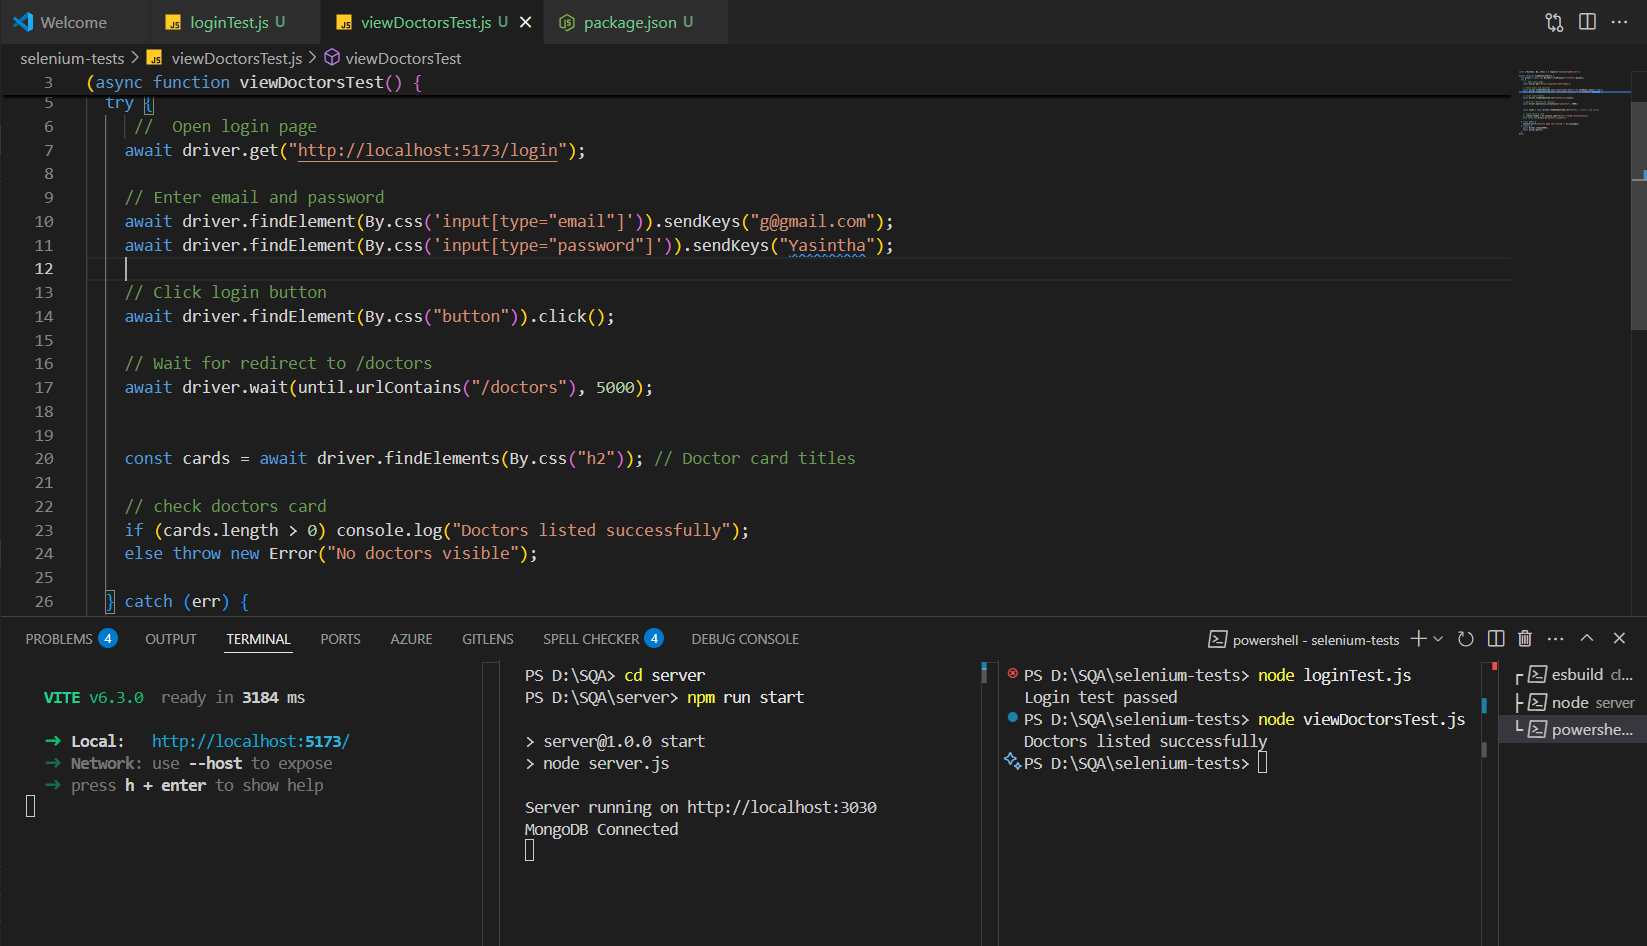 Welcome
loginTest.js U
viewDoctorsTest.js U
package.json U
selenium-tests > JS viewDoctorsTest.js > viewDoctorsTest
3 (async function viewDoctorsTest() {
5 try {
6 //  Open login page
7 await driver.get("http://localhost:5173/login");
8
9 // Enter email and password
10 await driver.findElement(By.css('input[type="email"]')).sendKeys("g@gmail.com");
11 await driver.findElement(By.css('input[type="password"]')).sendKeys("Yasintha");
12
13 // Click login button
14 await driver.findElement(By.css("button")).click();
15
16 // Wait for redirect to /doctors
17 await driver.wait(until.urlContains("/doctors"), 5000);
18
19
20 const cards = await driver.findElements(By.css("h2")); // Doctor card titles
21
22 // check doctors card
23 if (cards.length > 0) console.log("Doctors listed successfully");
24 else throw new Error("No doctors visible");
25
26 } catch (err) {
PROBLEMS 4 OUTPUT TERMINAL PORTS AZURE GITLENS SPELL CHECKER 4 DEBUG CONSOLE
powershell - selenium-tests
VITE v6.3.0 ready in 3184 ms
➜ Local: http://localhost:5173/
➜ Network: use --host to expose
➜ press h + enter to show help
PS D:\SQA> cd server
PS D:\SQA\server> npm run start
> server@1.0.0 start
> node server.js
Server running on http://localhost:3030
MongoDB Connected
PS D:\SQA\selenium-tests> node loginTest.js
Login test passed
PS D:\SQA\selenium-tests> node viewDoctorsTest.js
Doctors listed successfully
PS D:\SQA\selenium-tests>
esbuild cl...
node server
powershe...